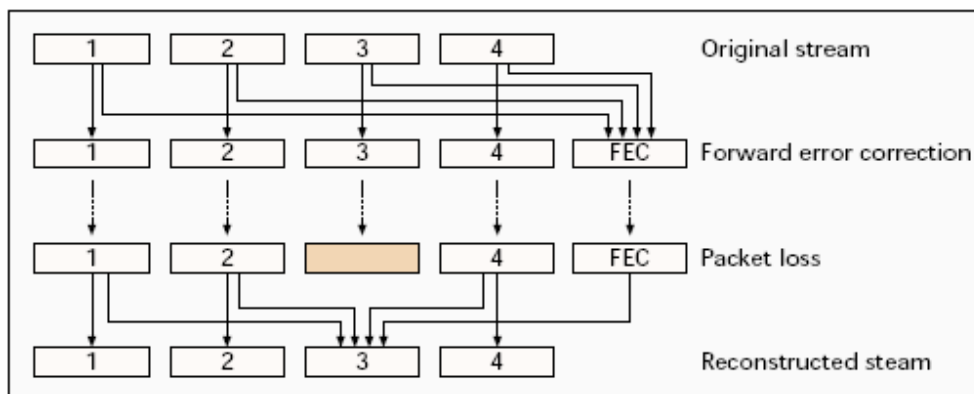 1 2 3 4 Original stream
1 2 3 4 FEC Forward error correction
1 2 4 FEC Packet loss
1 2 3 4 Reconstructed steam